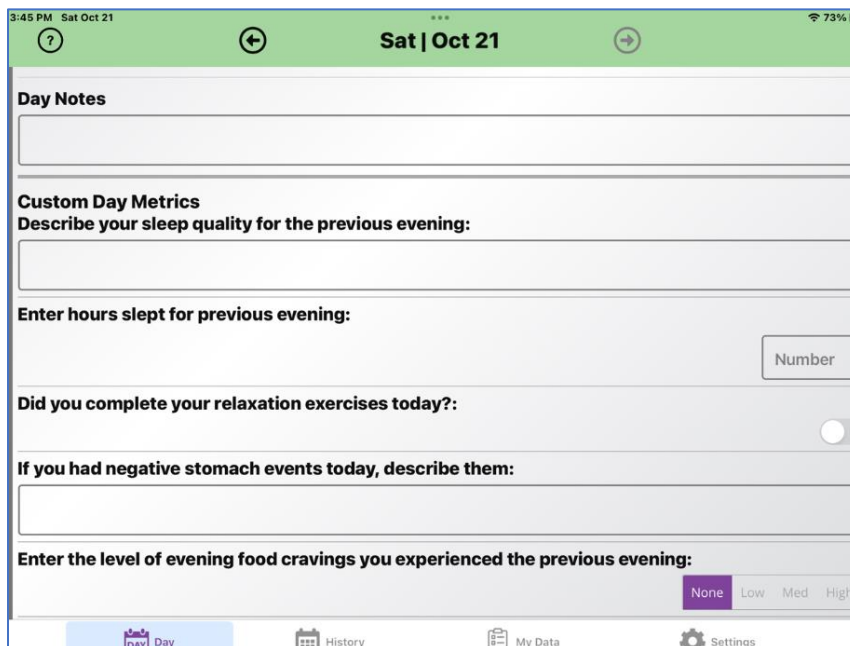 3:45 PM Sat Oct 21
73%
?
Sat | Oct 21
Day Notes
Custom Day Metrics
Describe your sleep quality for the previous evening:
Enter hours slept for previous evening:
Number
Did you complete your relaxation exercises today?:
If you had negative stomach events today, describe them:
Enter the level of evening food cravings you experienced the previous evening:
None Low Med High
DAY Day History My Data Settings